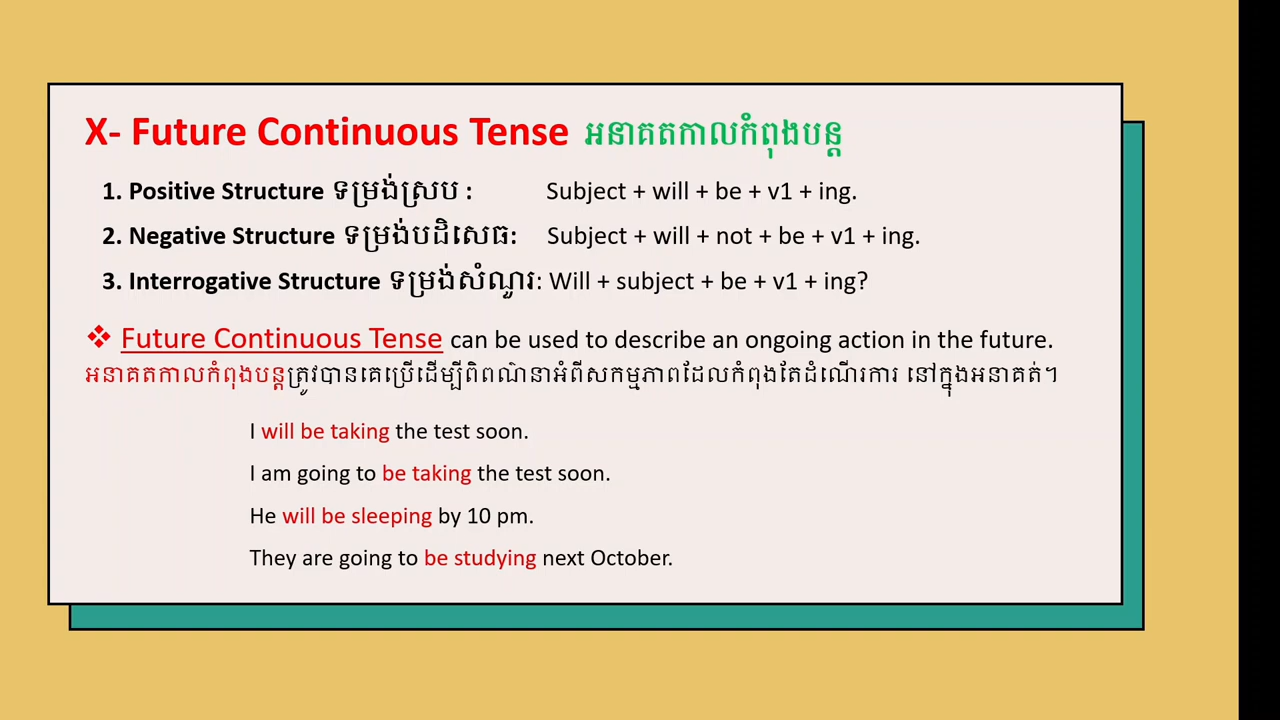 X- Future Continuous Tense អនាគតកាលកំពុងបន្ត
1. Positive Structure ទម្រង់ស្រប : Subject + will + be + v1 + ing.
2. Negative Structure ទម្រង់បដិសេធ: Subject + will + not + be + v1 + ing.
3. Interrogative Structure ទម្រង់សំណួរ: Will + subject + be + v1 + ing?
❖ Future Continuous Tense can be used to describe an ongoing action in the future.
អនាគតកាលកំពុងបន្តត្រូវបានគេប្រើដើម្បីពិពណ៌នាអំពីសកម្មភាពដែលកំពុងតែដំណើរការ នៅក្នុងអនាគត់។
I will be taking the test soon.
I am going to be taking the test soon.
He will be sleeping by 10 pm.
They are going to be studying next October.